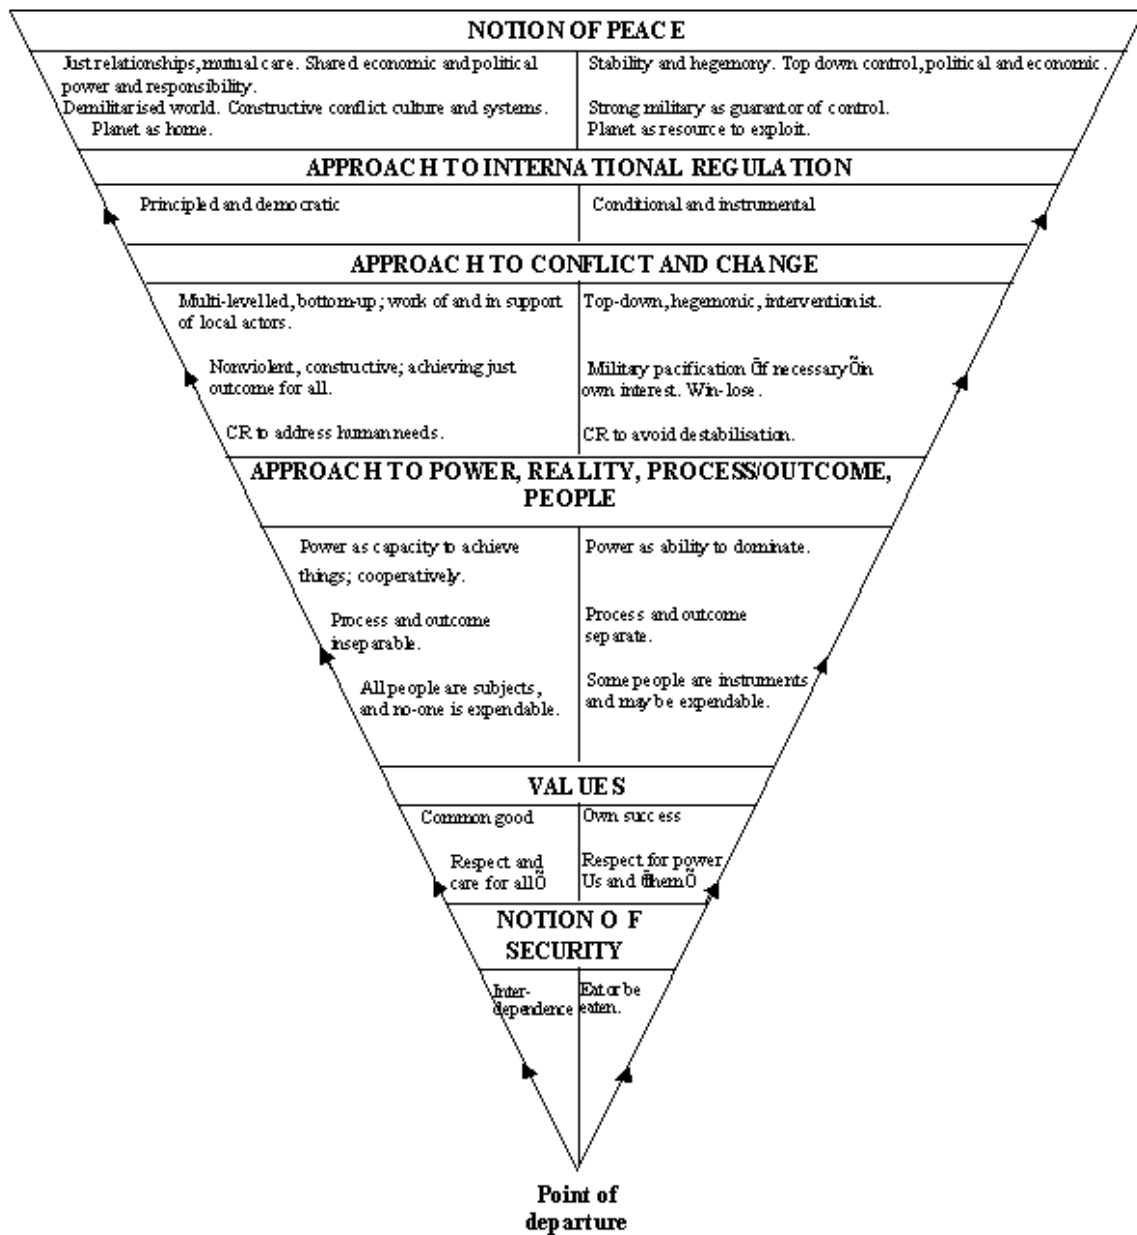 NOTION OF PEACE
Just relationships, mutual care. Shared economic and political
power and responsibility.
Demilitarised world. Constructive conflict culture and systems.
Planet as home.
Stability and hegemony. Top down control, political and economic.
Strong military as guarantor of control.
Planet as resource to exploit.
APPROACH TO INTERNATIONAL REGULATION
Principled and democratic
Conditional and instrumental
APPROACH TO CONFLICT AND CHANGE
Multi-levelled, bottom-up; work of and in support
of local actors.
Nonviolent, constructive; achieving just
outcome for all.
CR to address human needs.
Top-down, hegemonic, interventionist.
Military pacification Ôif necessaryÕ in
own interest. Win-lose.
CR to avoid destabilisation.
APPROACH TO POWER, REALITY, PROCESS/OUTCOME,
PEOPLE
Power as capacity to achieve
things; cooperatively.
Process and outcome
inseparable.
All people are subjects,
and no-one is expendable.
Power as ability to dominate.
Process and outcome
separate.
Some people are instruments
and may be expendable.
VALUES
Common good
Respect and
care for allÕ
Own success
Respect for power
Us and ÔthemÕ
NOTION OF
SECURITY
Inter-
dependence
Eat or be
eaten.
Point of
departure